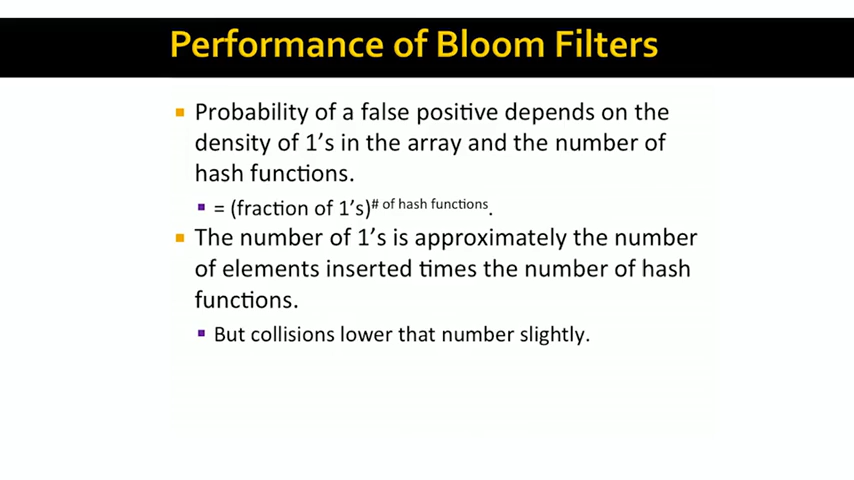 Performance of Bloom Filters
Probability of a false positive depends on the
density of 1's in the array and the number of
hash functions.
= (fraction of 1's)# of hash functions.
The number of 1's is approximately the number
of elements inserted times the number of hash
functions.
But collisions lower that number slightly.